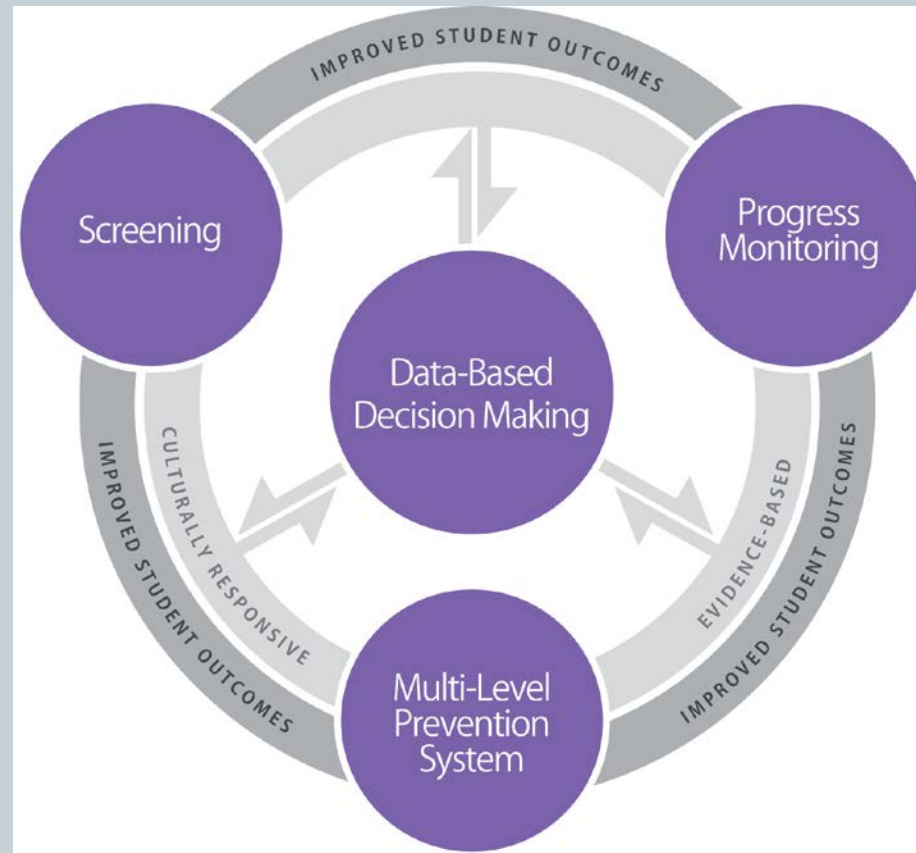 IMPROVED STUDENT OUTCOMES
Screening
Progress
Monitoring
Data-Based
Decision Making
CULTURALLY RESPONSIVE
EVIDENCE-BASED
IMPROVED STUDENT OUTCOMES
IMPROVED STUDENT OUTCOMES
Multi-Level
Prevention
System